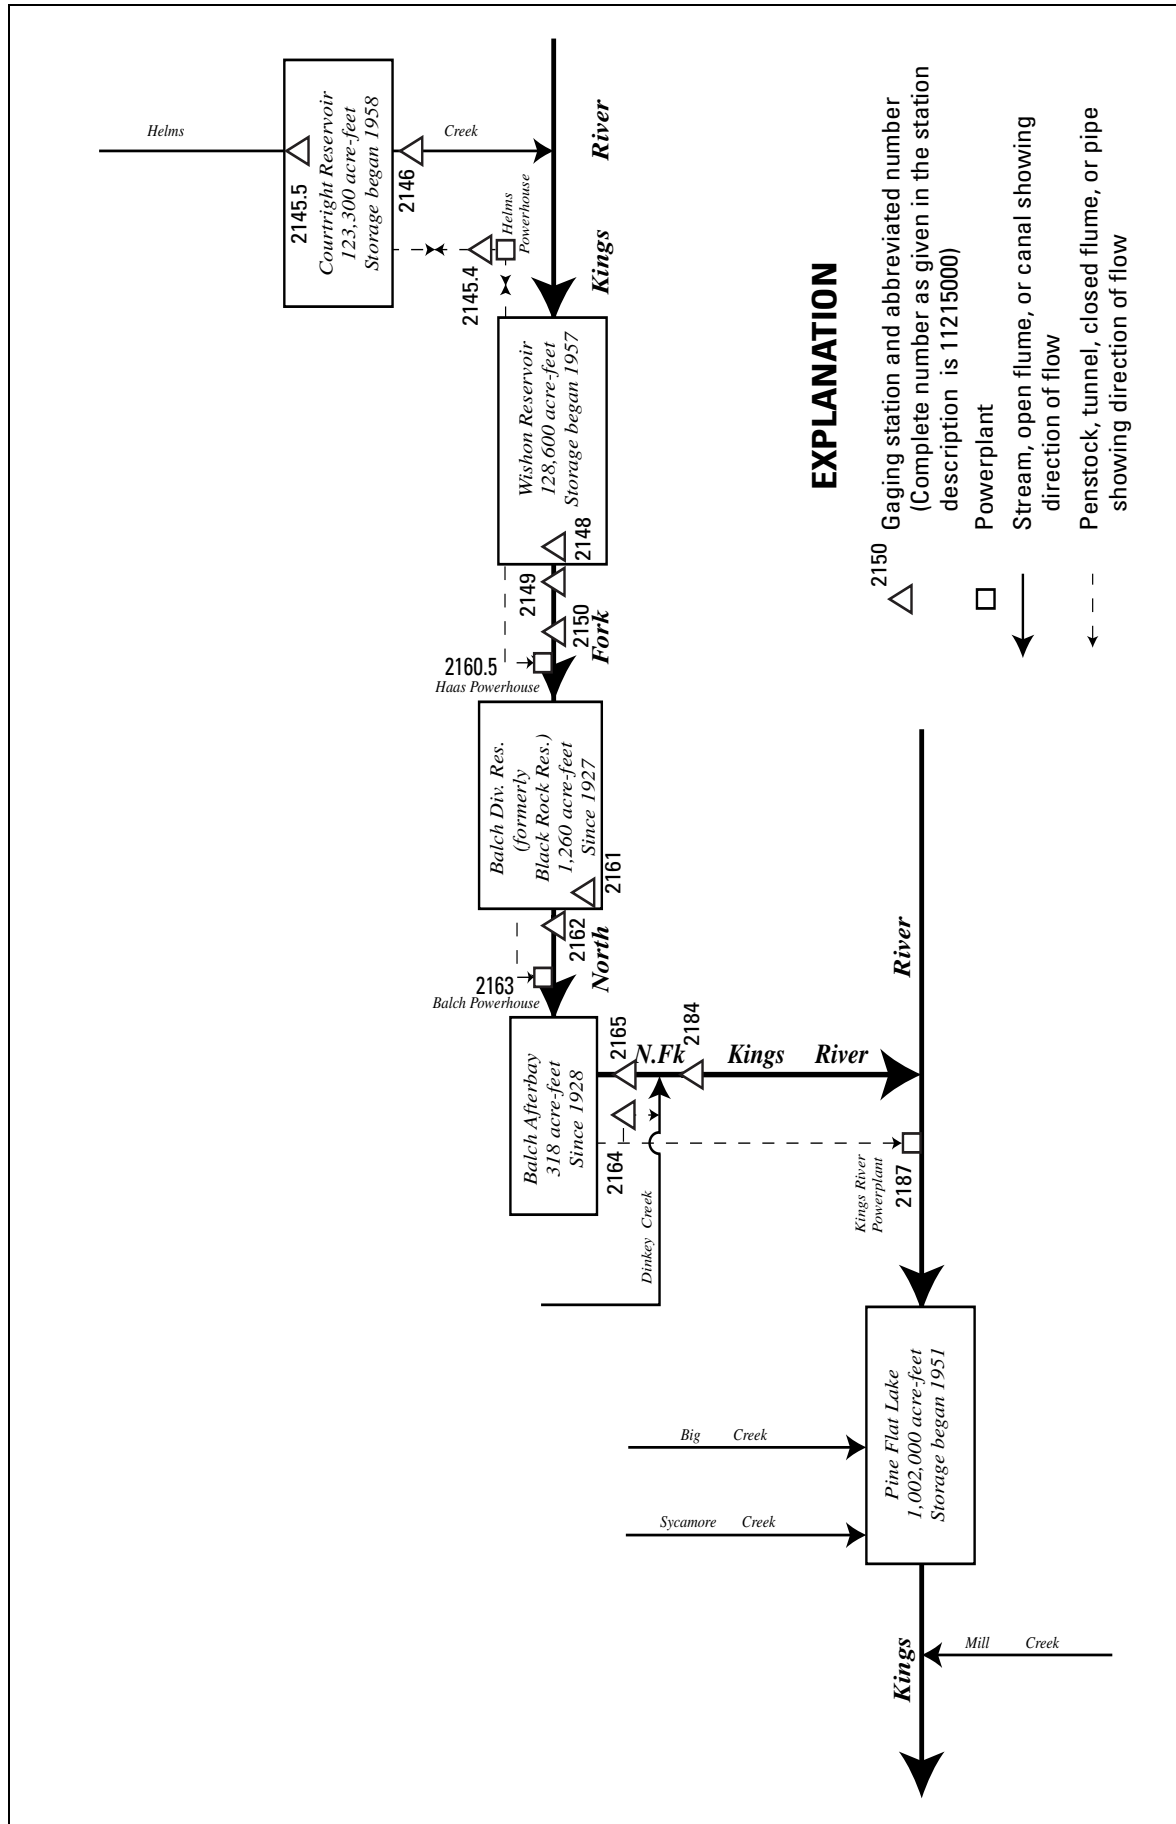 Helms
Creek
2145.5
Courtright Reservoir
123,300 acre-feet
Storage began 1958
2146
2145.4
Helms
Powerhouse
Kings
River
Wishon Reservoir
128,600 acre-feet
Storage began 1957
2148
2149
2150
Fork
2160.5
Haas Powerhouse
Balch Div. Res.
(formerly
Black Rock Res.)
1,260 acre-feet
Since 1927
2161
2162
North
2163
Balch Powerhouse
Balch Afterbay
318 acre-feet
Since 1928
2165
2164
N.Fk
Kings
River
2184
Dinkey Creek
Kings River
Powerplant
2187
River
Pine Flat Lake
1,002,000 acre-feet
Storage began 1951
Big Creek
Sycamore Creek
Kings
Mill Creek
EXPLANATION
2150
Gaging station and abbreviated number
(Complete number as given in the station
description is 11215000)
Powerplant
Stream, open flume, or canal showing
direction of flow
Penstock, tunnel, closed flume, or pipe
showing direction of flow